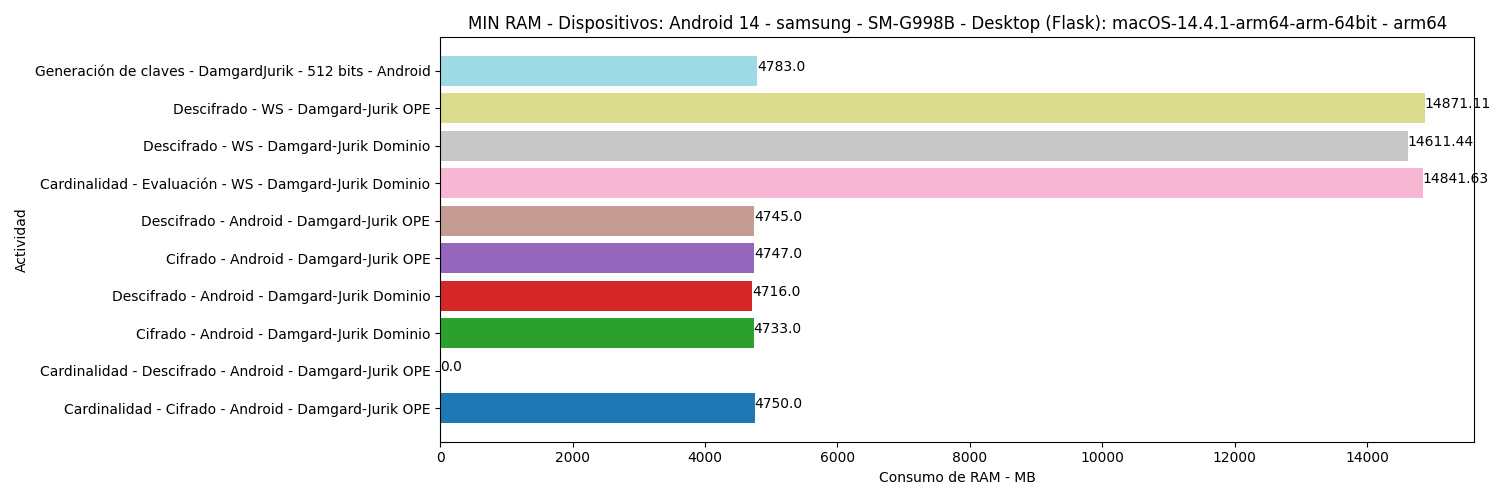 MIN RAM - Dispositivos: Android 14 - samsung - SM-G998B - Desktop (Flask): macOS-14.4.1-arm64-arm-64bit - arm64
Generación de claves - DamgardJurik - 512 bits - Android
4783.0
Descifrado - WS - Damgard-Jurik OPE
14871.11
Descifrado - WS - Damgard-Jurik Dominio
14611.44
Cardinalidad - Evaluación - WS - Damgard-Jurik Dominio
14841.63
Descifrado - Android - Damgard-Jurik OPE
4745.0
Cifrado - Android - Damgard-Jurik OPE
4747.0
Descifrado - Android - Damgard-Jurik Dominio
4716.0
Cifrado - Android - Damgard-Jurik Dominio
4733.0
Cardinalidad - Descifrado - Android - Damgard-Jurik OPE
0.0
Cardinalidad - Cifrado - Android - Damgard-Jurik OPE
4750.0
Actividad
0 2000 4000 6000 8000 10000 12000 14000
Consumo de RAM - MB